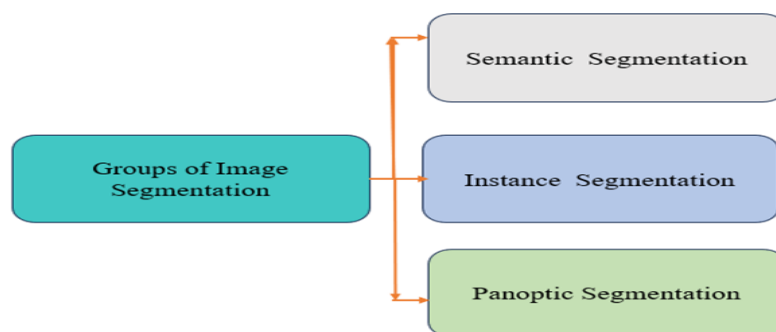 Semantic Segmentation
Groups of Image
Segmentation
Instance Segmentation
Panoptic Segmentation